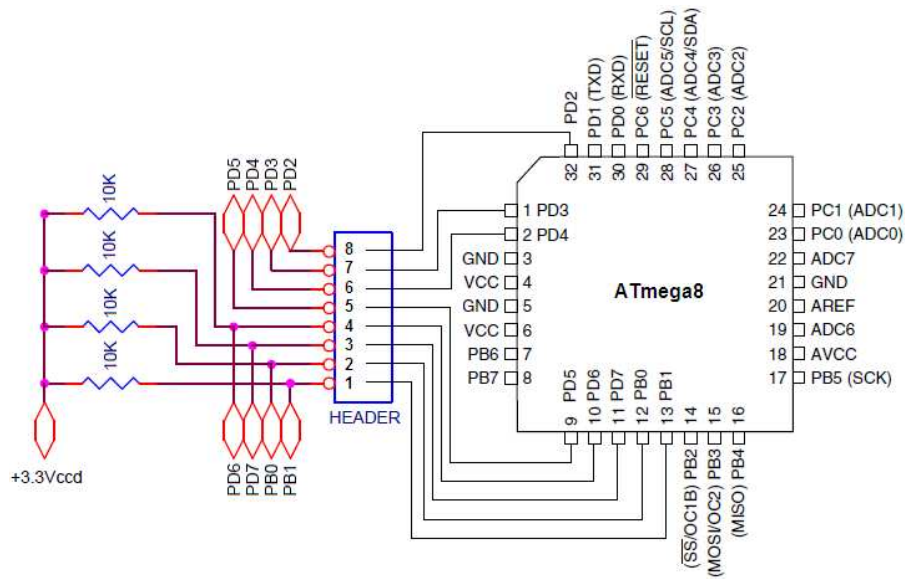 PD2
PD1 (TXD)
PD0 (RXD)
PC6 (RESET)
PC5 (ADC5/SCL)
PC4 (ADC4/SDA)
PC3 (ADC3)
PC2 (ADC2)
32
31
30
29
28
27
26
25
PD5
PD4
PD3
PD2
10K
10K
10K
10K
+3.3Vccd
8
7
6
5
4
3
2
1
HEADER
PD6
PD7
PB0
PB1
1 PD3
2 PD4
GND 3
VCC 4
GND 5
VCC 6
PB6 7
PB7 8
ATmega8
24 PC1 (ADC1)
23 PC0 (ADC0)
22 ADC7
21 GND
20 AREF
19 ADC6
18 AVCC
17 PB5 (SCK)
9 PD5
10 PD6
11 PD7
12 PB0
13 PB1
14
15
16
(SS/OC1B) PB2
(MOSI/OC2) PB3
(MISO) PB4